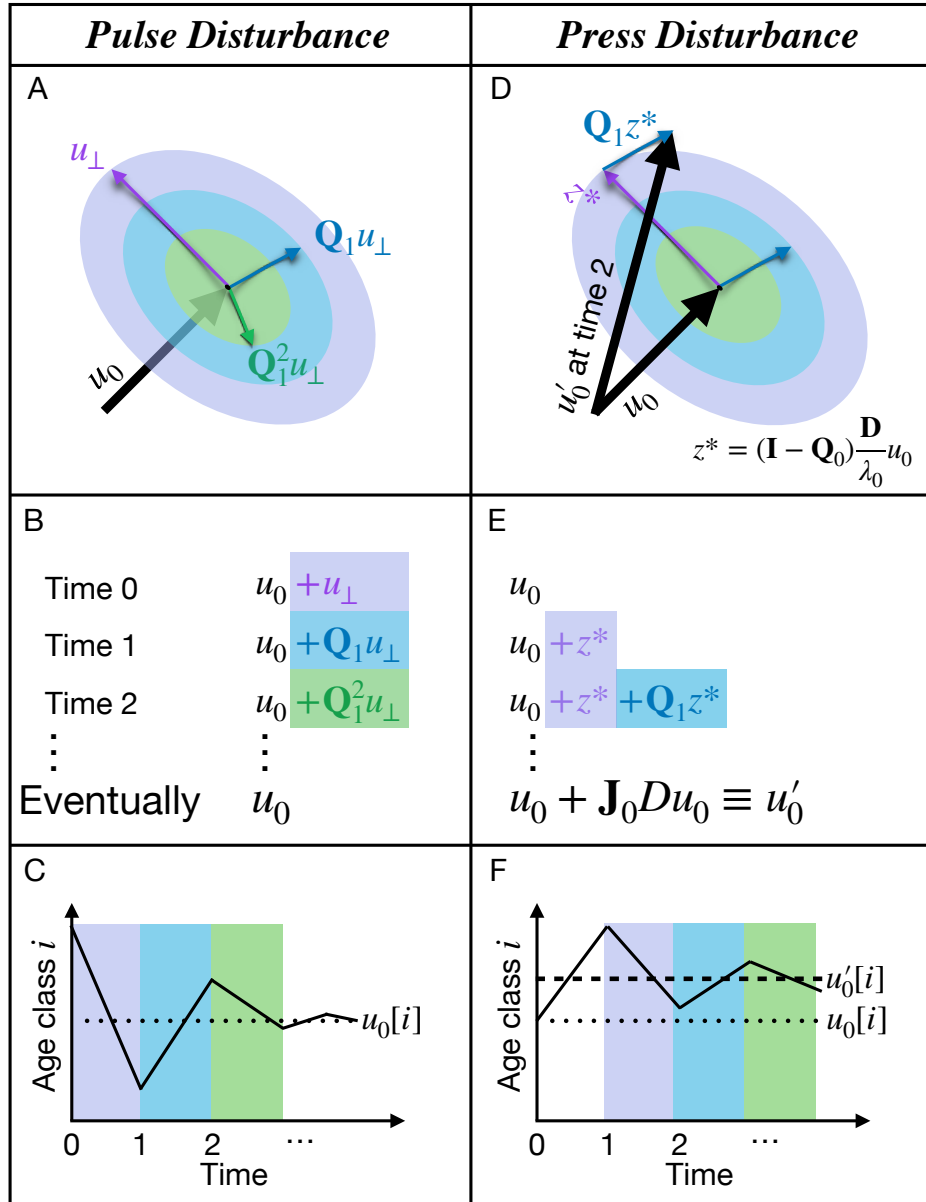 Pulse Disturbance
Press Disturbance
A
u⊥
Q₁u⊥
Q₁²u⊥
u₀
D
Q₁z*
z*
u₀′ at time 2
u₀
z* = (I − Q₀) D/λ₀ u₀
B
Time 0 u₀ +u⊥
Time 1 u₀ +Q₁u⊥
Time 2 u₀ +Q₁²u⊥
⋮ ⋮
Eventually u₀
E
u₀
u₀ +z*
u₀ +z* +Q₁z*
⋮
u₀ + J₀Du₀ ≡ u₀′
C
Age class i
u₀[i]
0 1 2 ...
Time
F
Age class i
u₀′[i]
u₀[i]
0 1 2 ...
Time